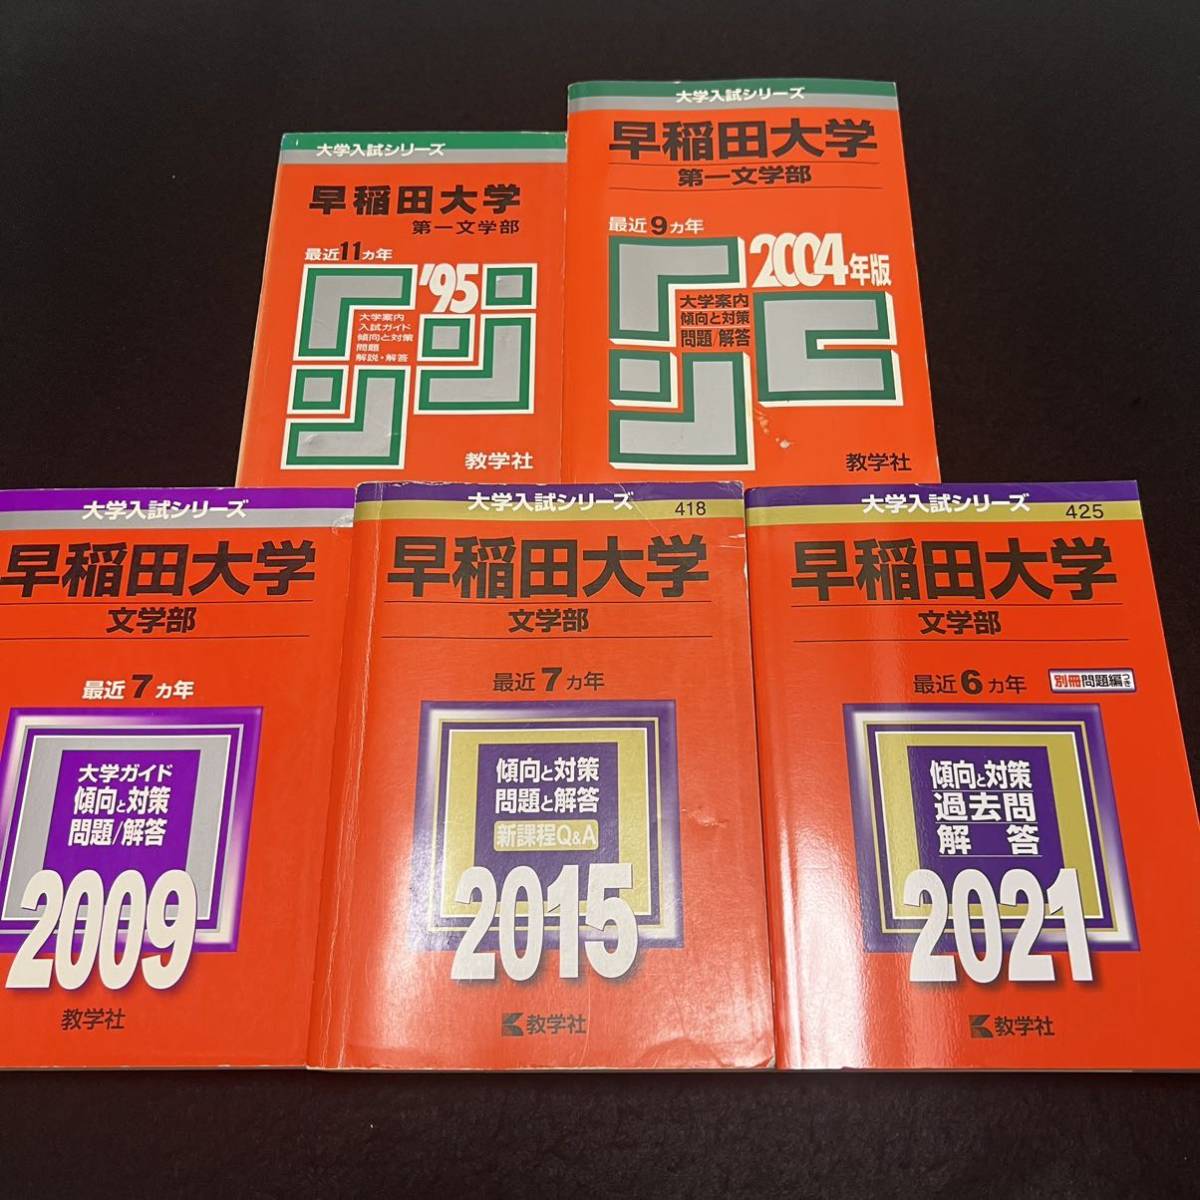 大学入試シリーズ
早稲田大学
第一文学部
最近11ヵ年
'95
大学案内
入試ガイド
傾向と対策
問題
解説・解答
教学社
大学入試シリーズ
早稲田大学
第一文学部
最近9ヵ年
2004年版
大学案内
傾向と対策
問題/解答
教学社
大学入試シリーズ
早稲田大学
文学部
最近7ヵ年
大学ガイド
傾向と対策
問題/解答
2009
教学社
大学入試シリーズ
418
早稲田大学
文学部
最近7ヵ年
傾向と対策
問題と解答
新課程Q&A
2015
教学社
大学入試シリーズ
425
早稲田大学
文学部
最近6ヵ年
別冊問題編つき
傾向と対策
過去問
解答
2021
教学社